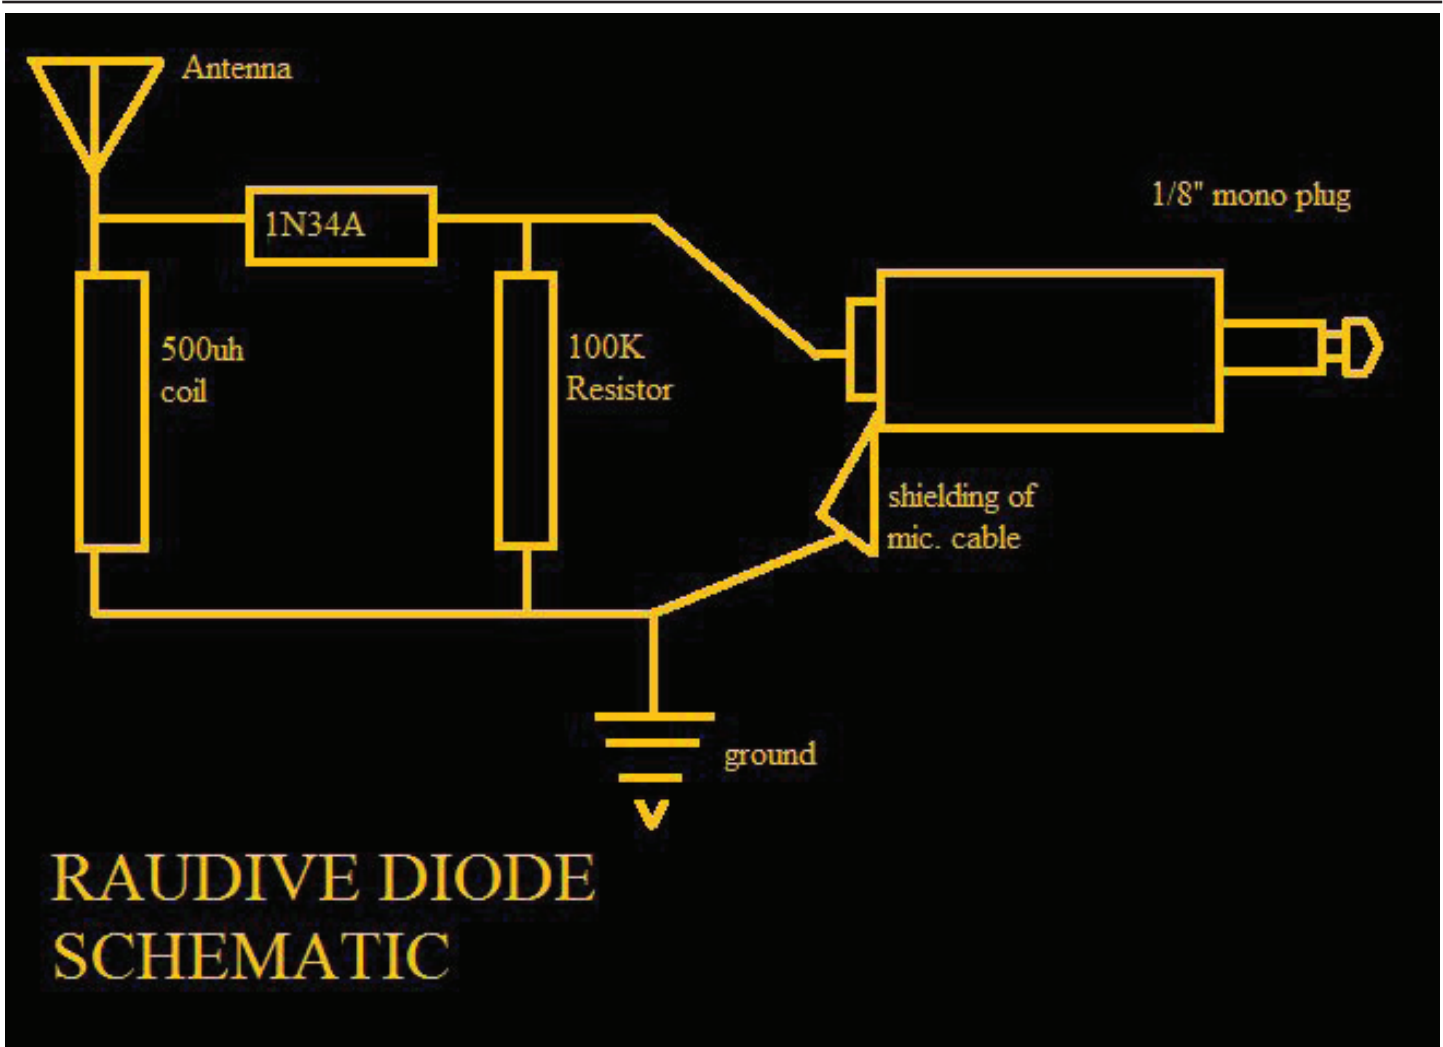 Antenna
1/8" mono plug
1N34A
500uh
coil
100K
Resistor
shielding of
mic. cable
ground
RAUDIVE DIODE
SCHEMATIC